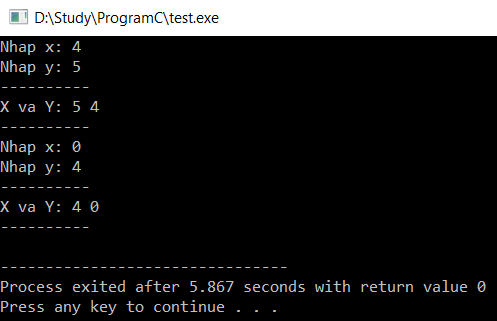 D:\Study\ProgramC\test.exe
Nhap x: 4
Nhap y: 5
----------
X va Y: 5 4
----------
Nhap x: 0
Nhap y: 4
----------
X va Y: 4 0
----------
--------------------------------
Process exited after 5.867 seconds with return value 0
Press any key to continue . . .